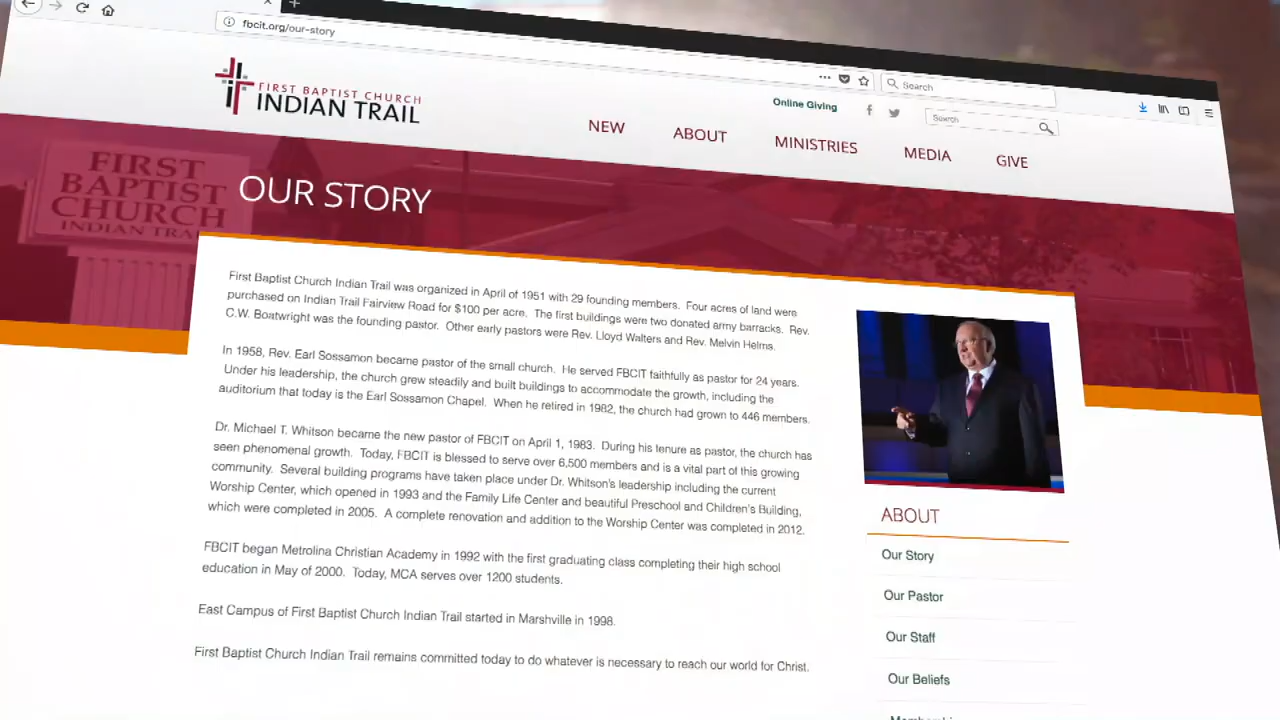 fbcit.org/our-story
Search
FIRST BAPTIST CHURCH
INDIAN TRAIL
Online Giving
Search
NEW
ABOUT
MINISTRIES
MEDIA
GIVE
FIRST
BAPTIST
CHURCH
INDIAN TRAIL
OUR STORY
First Baptist Church Indian Trail was organized in April of 1951 with 29 founding members. Four acres of land were
purchased on Indian Trail Fairview Road for $100 per acre. The first buildings were two donated army barracks. Rev.
C.W. Boatwright was the founding pastor. Other early pastors were Rev. Lloyd Walters and Rev. Melvin Helms.
In 1958, Rev. Earl Sossamon became pastor of the small church. He served FBCIT faithfully as pastor for 24 years.
Under his leadership, the church grew steadily and built buildings to accommodate the growth, including the
auditorium that today is the Earl Sossamon Chapel. When he retired in 1982, the church had grown to 446 members.
Dr. Michael T. Whitson became the new pastor of FBCIT on April 1, 1983. During his tenure as pastor, the church has
seen phenomenal growth. Today, FBCIT is blessed to serve over 6,500 members and is a vital part of this growing
community. Several building programs have taken place under Dr. Whitson's leadership including the current
Worship Center, which opened in 1993 and the Family Life Center and beautiful Preschool and Children's Building,
which were completed in 2005. A complete renovation and addition to the Worship Center was completed in 2012.
FBCIT began Metrolina Christian Academy in 1992 with the first graduating class completing their high school
education in May of 2000. Today, MCA serves over 1200 students.
East Campus of First Baptist Church Indian Trail started in Marshville in 1998.
First Baptist Church Indian Trail remains committed today to do whatever is necessary to reach our world for Christ.
ABOUT
Our Story
Our Pastor
Our Staff
Our Beliefs